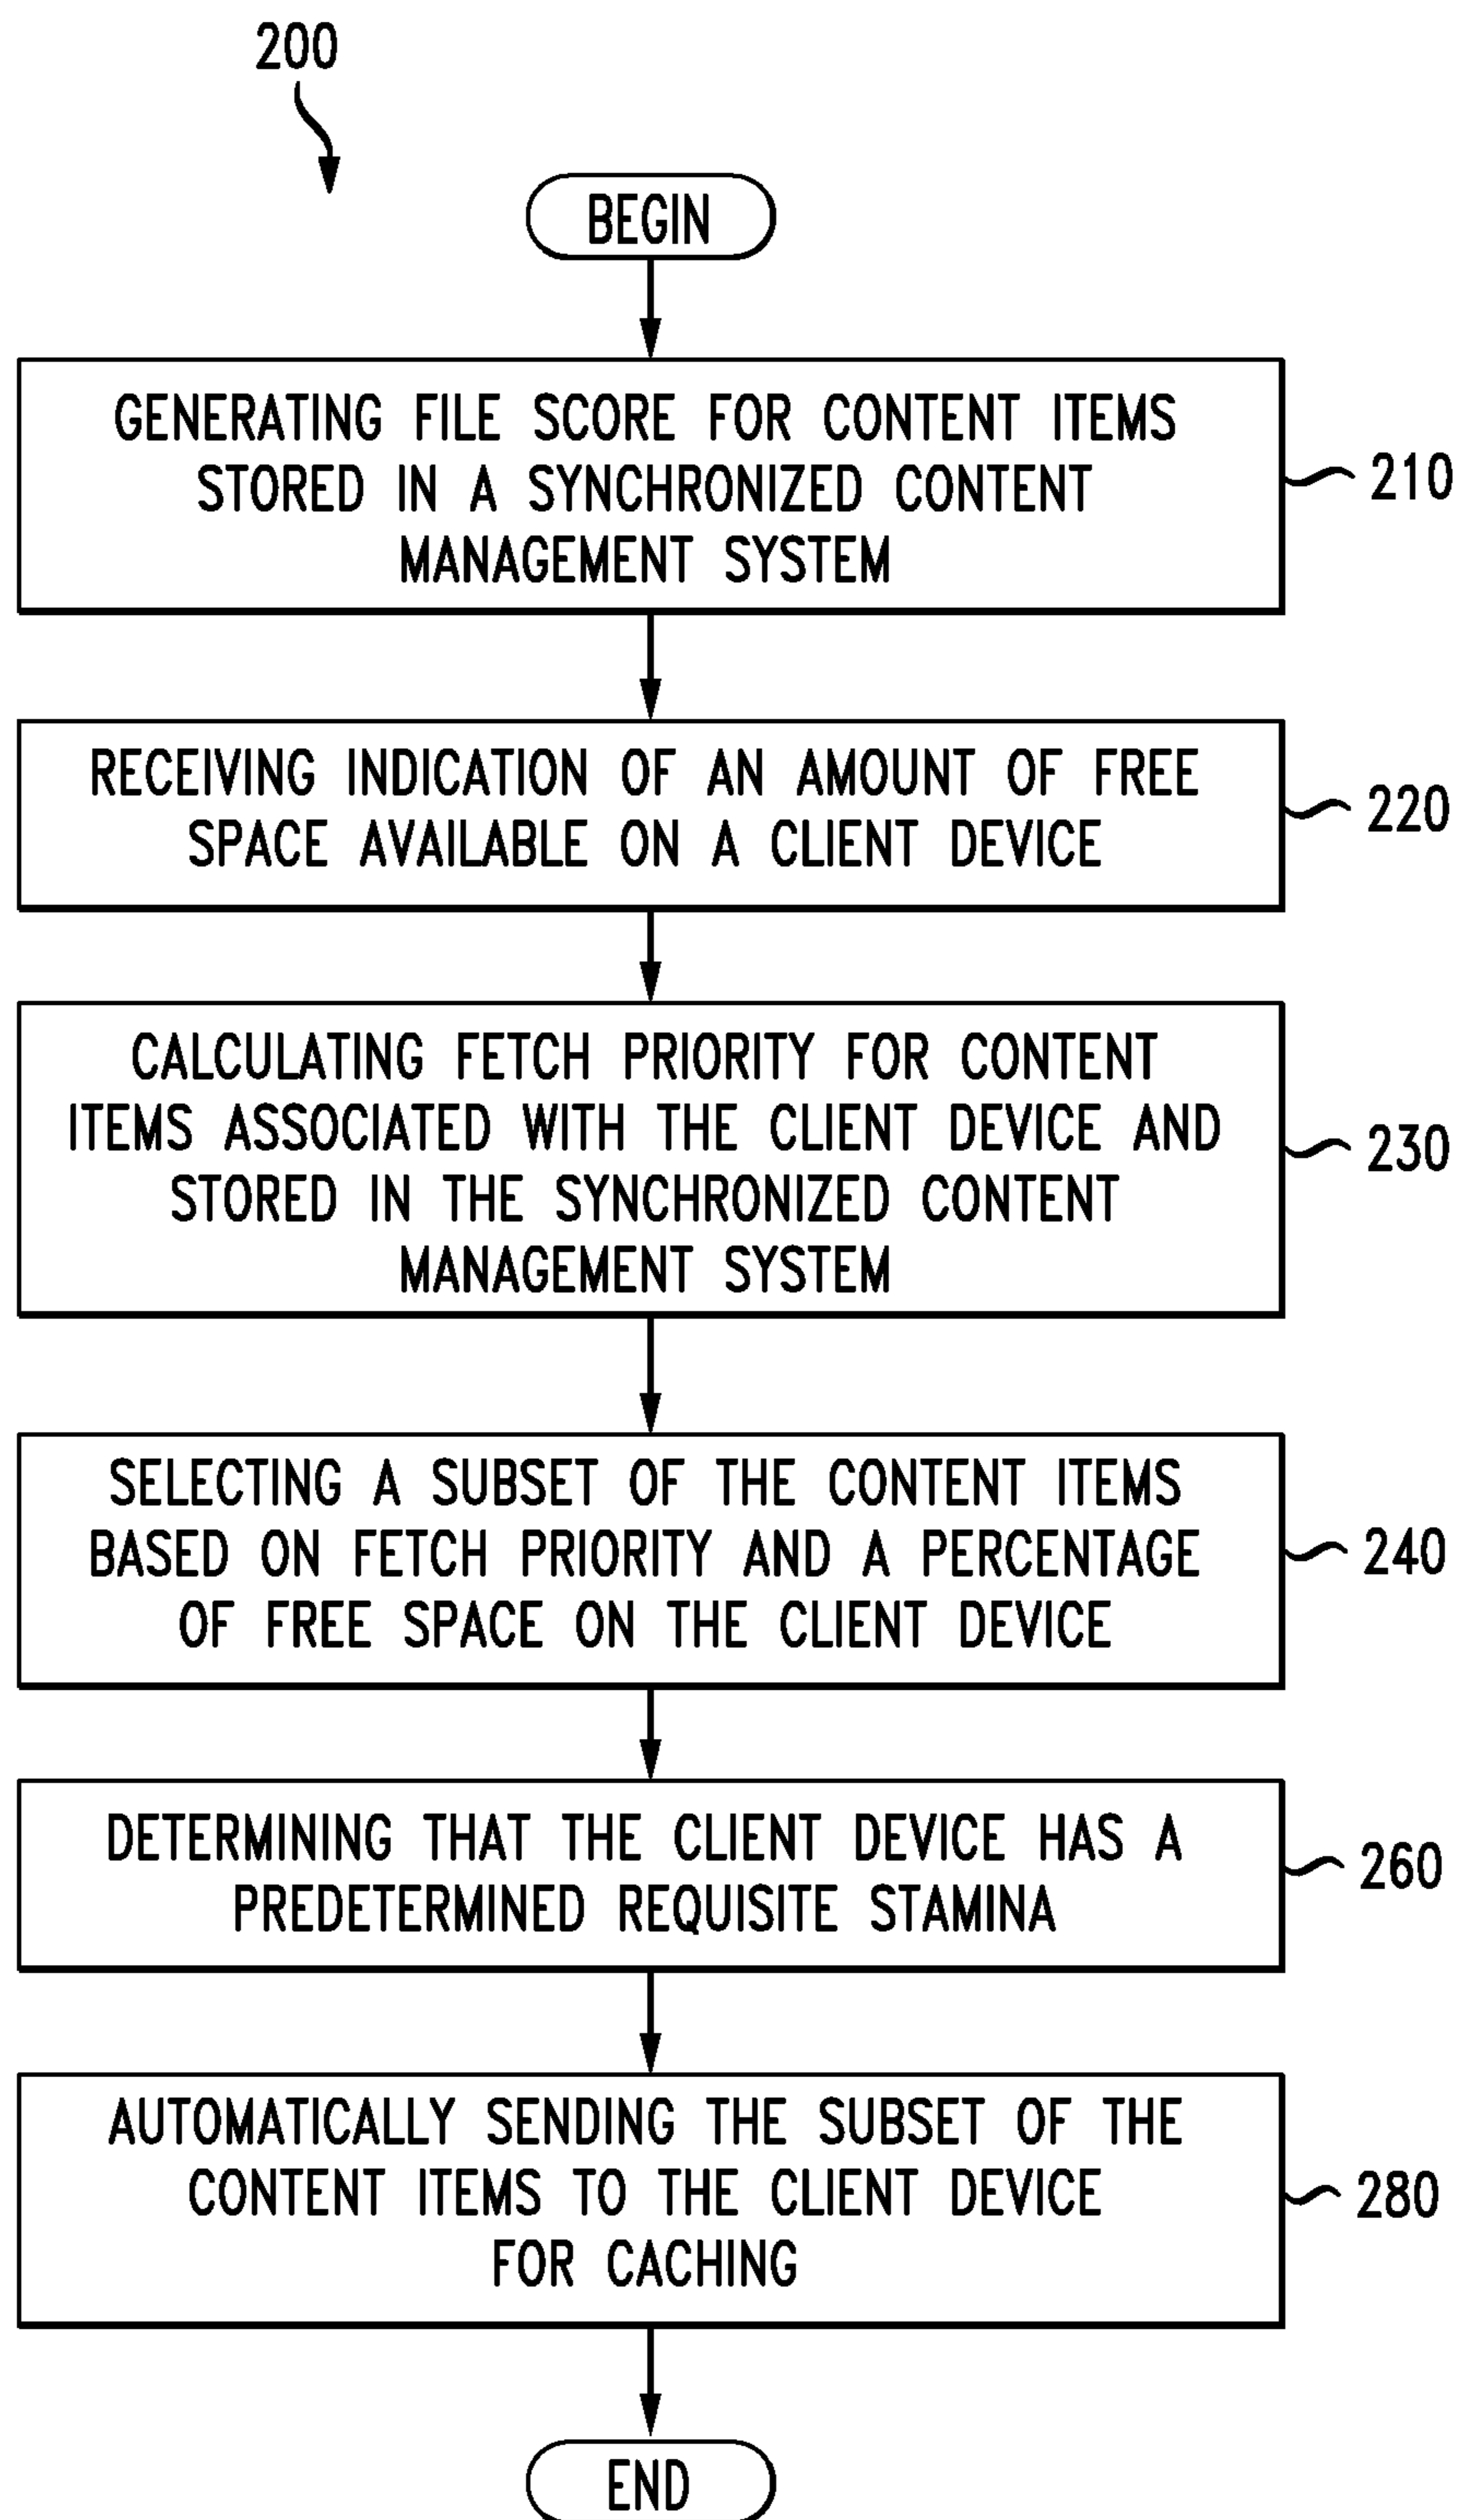 200
BEGIN
GENERATING FILE SCORE FOR CONTENT ITEMS
STORED IN A SYNCHRONIZED CONTENT
MANAGEMENT SYSTEM
210
RECEIVING INDICATION OF AN AMOUNT OF FREE
SPACE AVAILABLE ON A CLIENT DEVICE
220
CALCULATING FETCH PRIORITY FOR CONTENT
ITEMS ASSOCIATED WITH THE CLIENT DEVICE AND
STORED IN THE SYNCHRONIZED CONTENT
MANAGEMENT SYSTEM
230
SELECTING A SUBSET OF THE CONTENT ITEMS
BASED ON FETCH PRIORITY AND A PERCENTAGE
OF FREE SPACE ON THE CLIENT DEVICE
240
DETERMINING THAT THE CLIENT DEVICE HAS A
PREDETERMINED REQUISITE STAMINA
260
AUTOMATICALLY SENDING THE SUBSET OF THE
CONTENT ITEMS TO THE CLIENT DEVICE
FOR CACHING
280
END